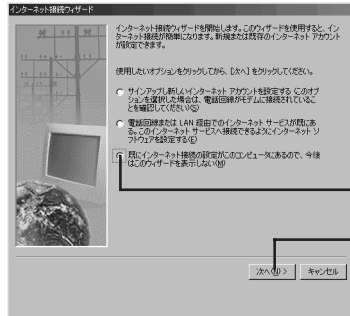 インターネット接続ウィザード
インターネット接続ウィザードを開始します。このウィザードを使用すると、イン
ターネット接続が簡単になります。新規または既存のインターネット アカウント
が設定できます。
使用したいオプションをクリックしてから、[次へ] をクリックしてください。
サインアップし新しいインターネット アカウントを設定する (このオプ
ションを選択した場合は、電話回線がモデムに接続されているこ
とを確認してください)(S)
電話回線または LAN 経由でのインターネット サービスが既にあ
る。このインターネット サービスへ接続できるようにインターネット ソ
フトウェアを設定する(E)
既にインターネット接続の設定がこのコンピュータにあるので、今後
はこのウィザードを表示しない(M)
次へ(N) >
キャンセル